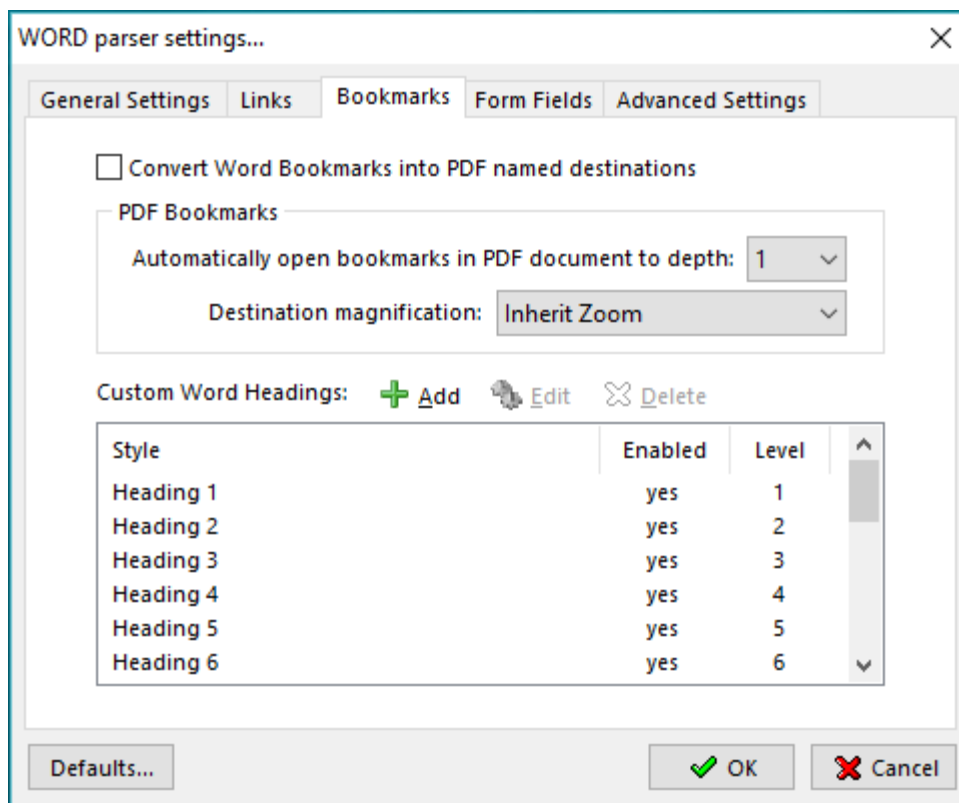 WORD parser settings...
General Settings Links Bookmarks Form Fields Advanced Settings
Convert Word Bookmarks into PDF named destinations
PDF Bookmarks
Automatically open bookmarks in PDF document to depth: 1
Destination magnification: Inherit Zoom
Custom Word Headings: Add Edit Delete
Style Enabled Level
Heading 1 yes 1
Heading 2 yes 2
Heading 3 yes 3
Heading 4 yes 4
Heading 5 yes 5
Heading 6 yes 6
Defaults... OK Cancel